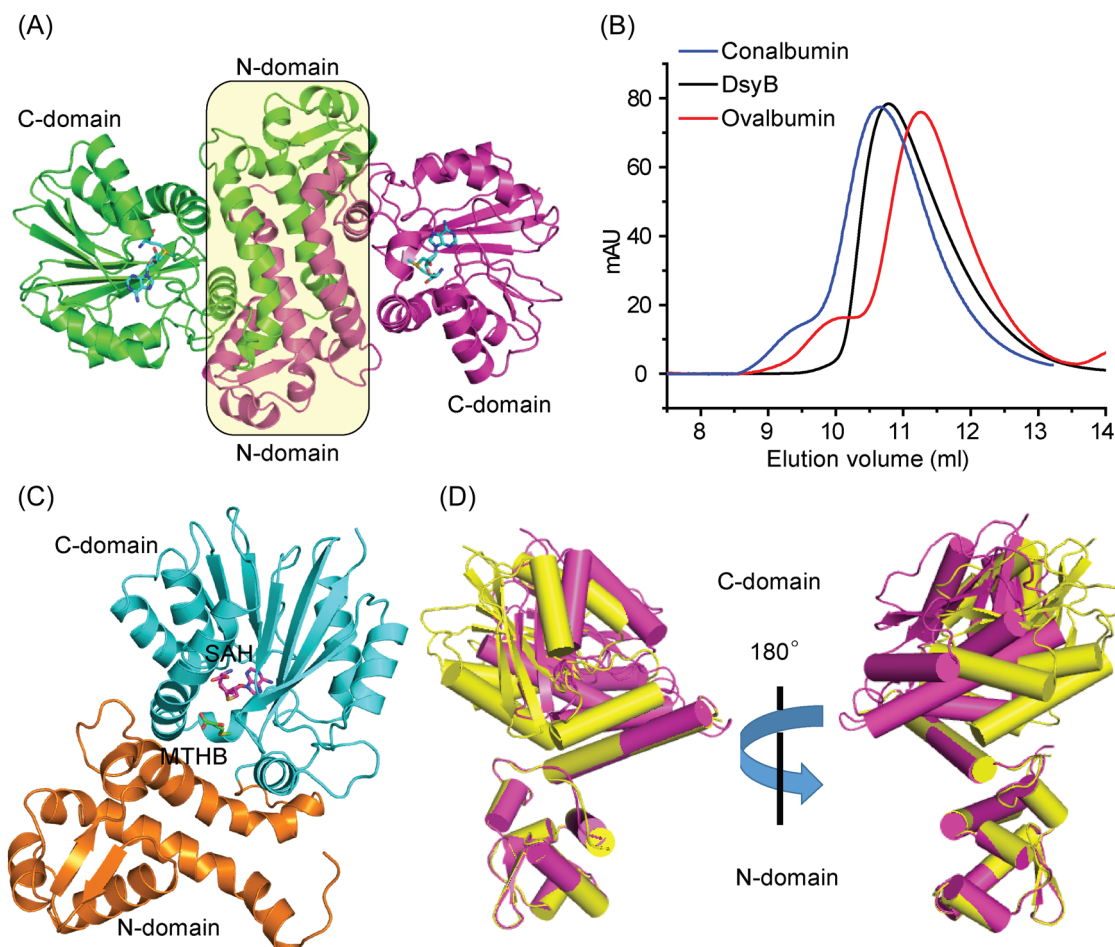 (A)
N-domain
C-domain
C-domain
N-domain
(B)
Conalbumin
DsyB
Ovalbumin
80
60
40
20
0
mAU
8
9
10
11
12
13
14
Elution volume (ml)
(C)
C-domain
SAH
MTHB
N-domain
(D)
C-domain
180°
N-domain